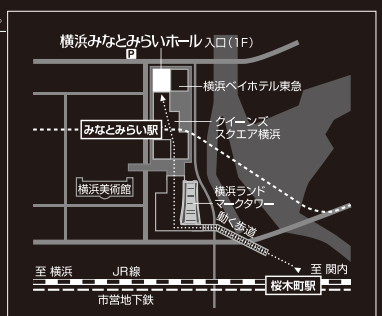 横浜みなとみらいホール 入口(1F)
P
横浜ベイホテル東急
クイーンズ
スクエア横浜
みなとみらい駅
横浜美術館
横浜ランド
マークタワー
動く歩道
至 横浜
JR線
至 関内
桜木町駅
市営地下鉄